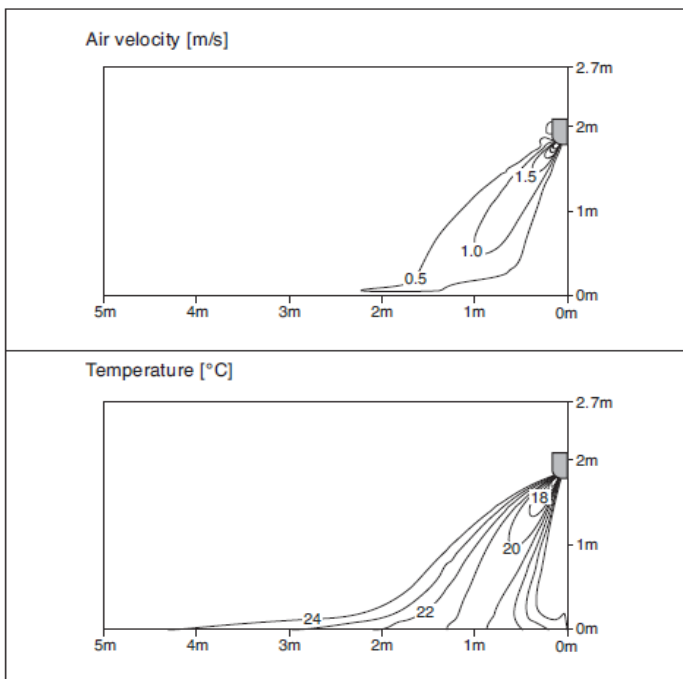 Air velocity [m/s]
2.7m
2m
1.5
1m
1.0
0.5
0m
5m 4m 3m 2m 1m 0m
Temperature [°C]
2.7m
2m
18
20
1m
22
24
0m
5m 4m 3m 2m 1m 0m